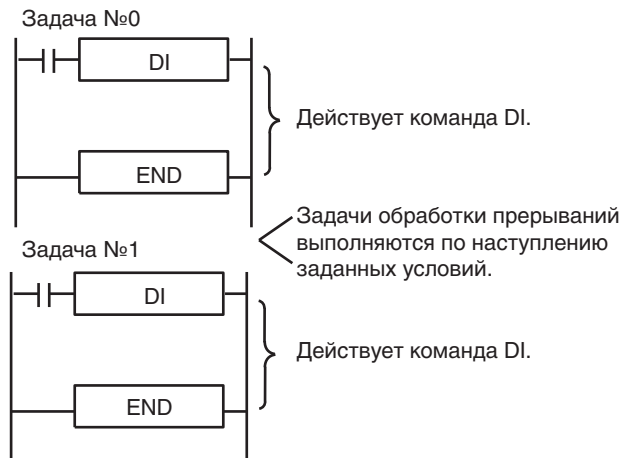 Задача №0
DI
Действует команда DI.
END
Задачи обработки прерываний
выполняются по наступлению
заданных условий.
Задача №1
DI
Действует команда DI.
END